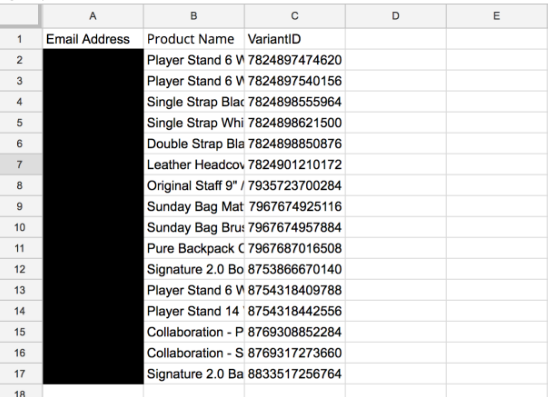 A B C D E
1 Email Address Product Name VariantID
2 Player Stand 6 W 7824897474620
3 Player Stand 6 W 7824897540156
4 Single Strap Blac 7824898555964
5 Single Strap Whi 7824898621500
6 Double Strap Bla 7824898850876
7 Leather Headcov 7824901210172
8 Original Staff 9" / 7935723700284
9 Sunday Bag Mat 7967674925116
10 Sunday Bag Brus 7967674957884
11 Pure Backpack C 7967687016508
12 Signature 2.0 Bo 8753866670140
13 Player Stand 6 W 8754318409788
14 Player Stand 14 8754318442556
15 Collaboration - P 8769308852284
16 Collaboration - S 8769317273660
17 Signature 2.0 Ba 8833517256764
18